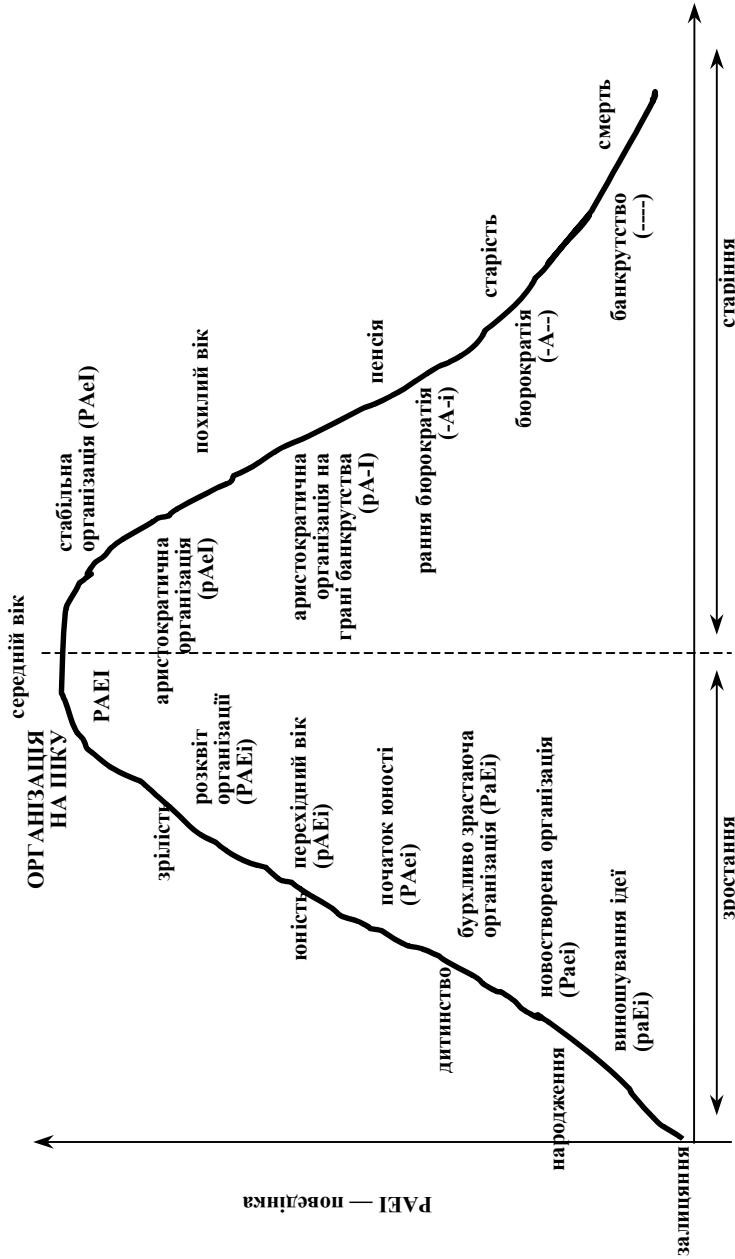 середній вік
ОРГАНІЗАЦІЯ
НА ПІКУ
PAEI
стабільна
організація (PAeI)
зрілість
розквіт
організації
(PAEi)
аристократична
організація
(pAeI)
похилий вік
юність
перехідний вік
(pAEi)
аристократична
організація на
грані банкрутства
(pA-I)
пенсія
початок юності
(PAei)
рання бюрократія
(-A-i)
дитинство
бурхливо зрастаюча
організація (PaEi)
старість
бюрократія
(-A--)
народження
новостворена організація
(Paei)
виношування ідеї
(paEi)
смерть
банкрутство
(----)
залицяння
зростання
старіння
PAEI — поведінка